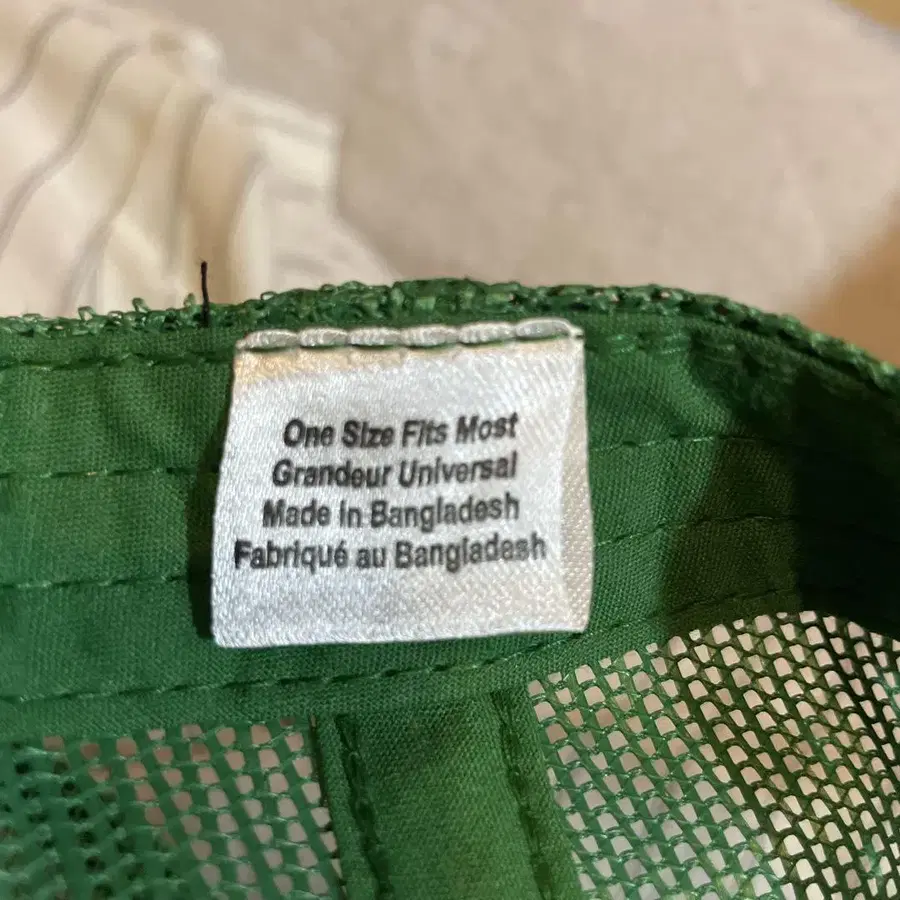 One Size Fits Most
Grandeur Universal
Made in Bangladesh
Fabriqué au Bangladesh